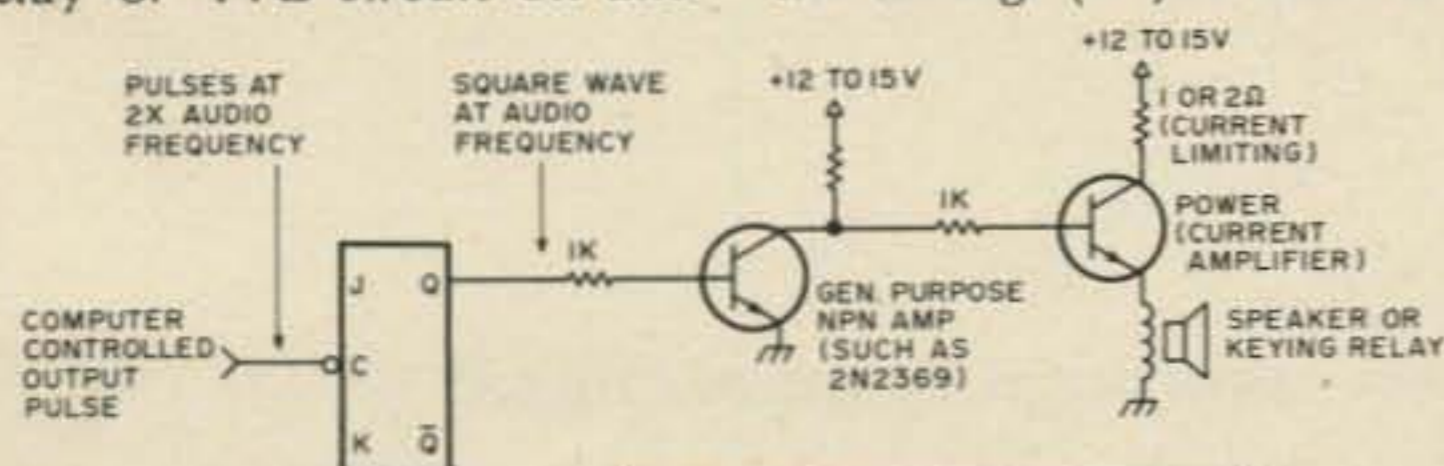 +12 TO 15V
PULSES AT
2X AUDIO
FREQUENCY
SQUARE WAVE
AT AUDIO
FREQUENCY
+12 TO 15V
1 OR 2Ω
(CURRENT
LIMITING)
1K
1K
POWER
(CURRENT
AMPLIFIER)
J Q
GEN. PURPOSE
NPN AMP
(SUCH AS
2N2369)
COMPUTER
CONTROLLED
OUTPUT
PULSE
C
SPEAKER OR
KEYING RELAY
K Q̅